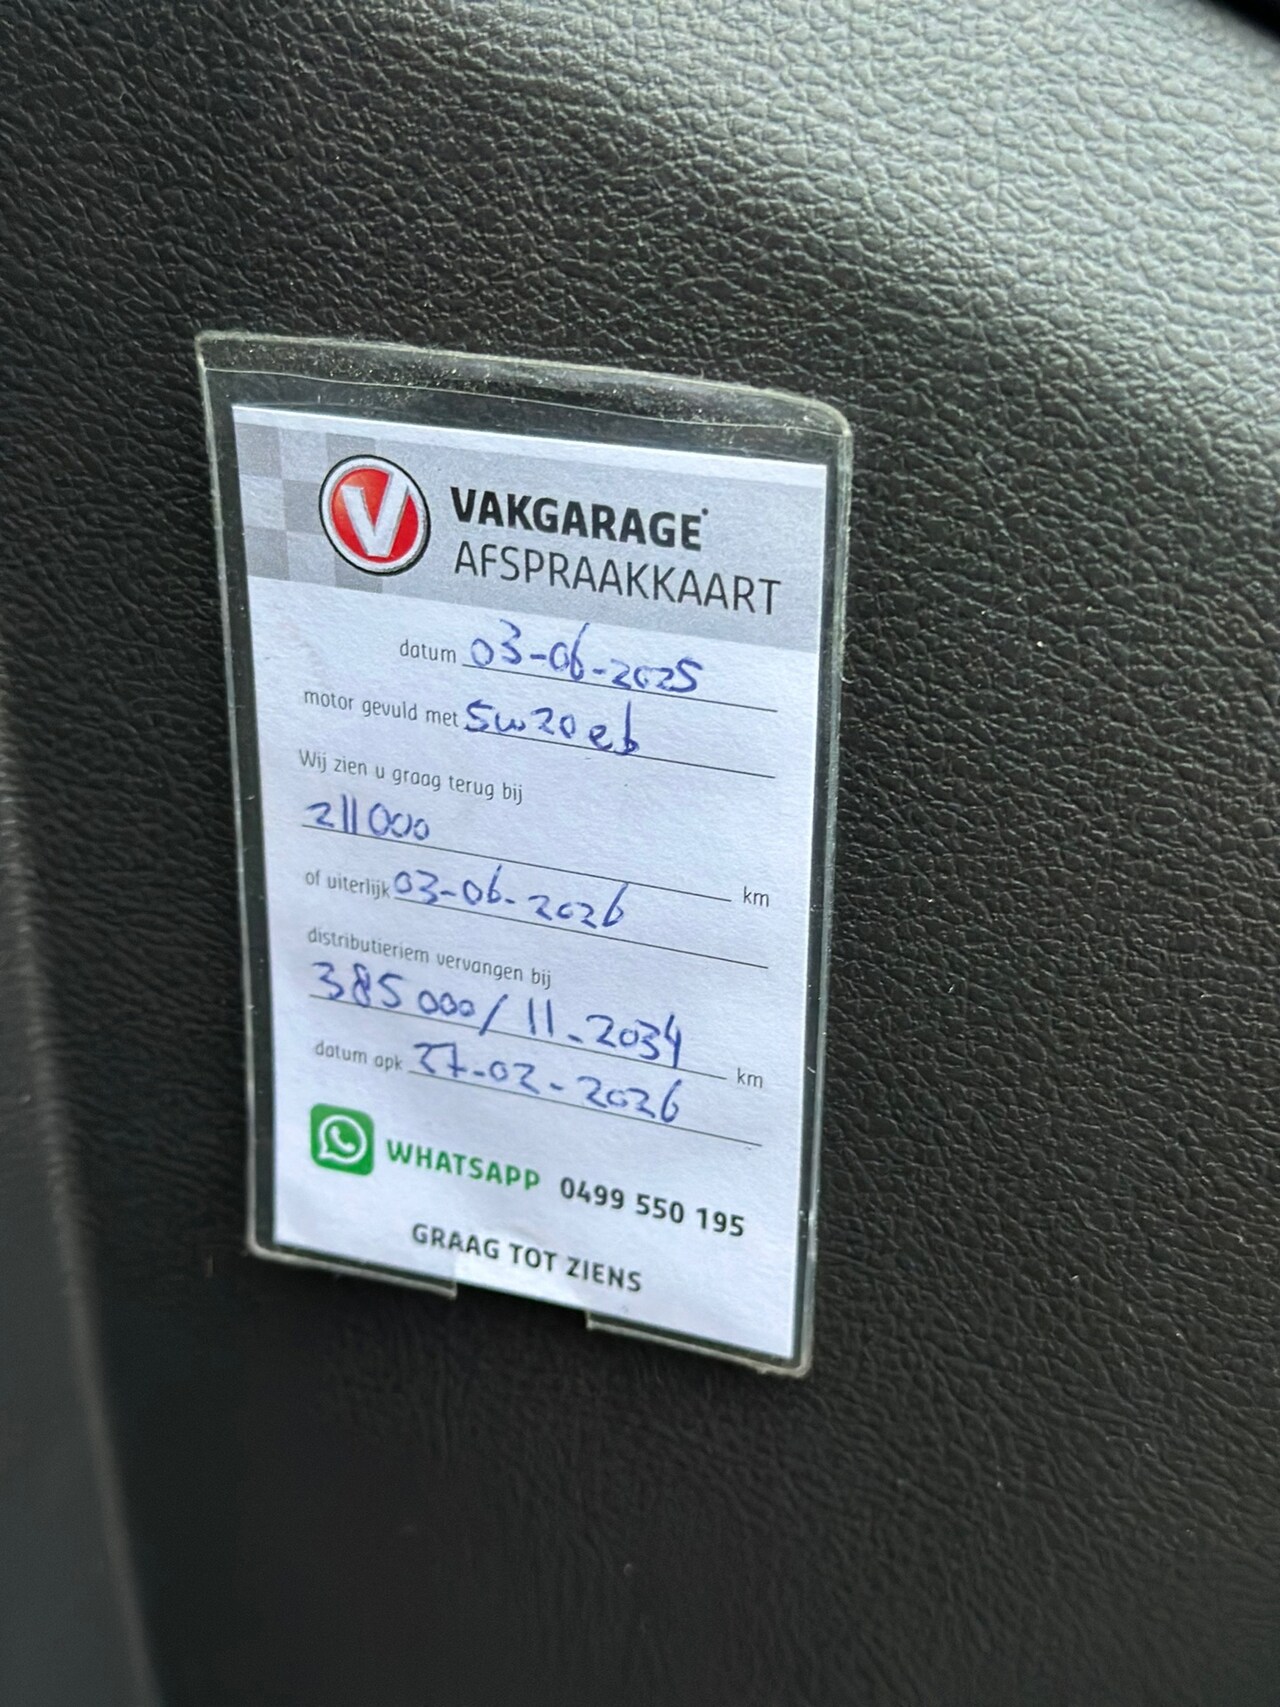 V VAKGARAGE
AFSPRAAKKAART
datum 03-06-2025
motor gevuld met 5w20eb
Wij zien u graag terug bij
211000 km
of uiterlijk 03-06-2026
distributieriem vervangen bij
385000/11-2034 km
datum apk 27-02-2026
WHATSAPP 0499 550 195
GRAAG TOT ZIENS